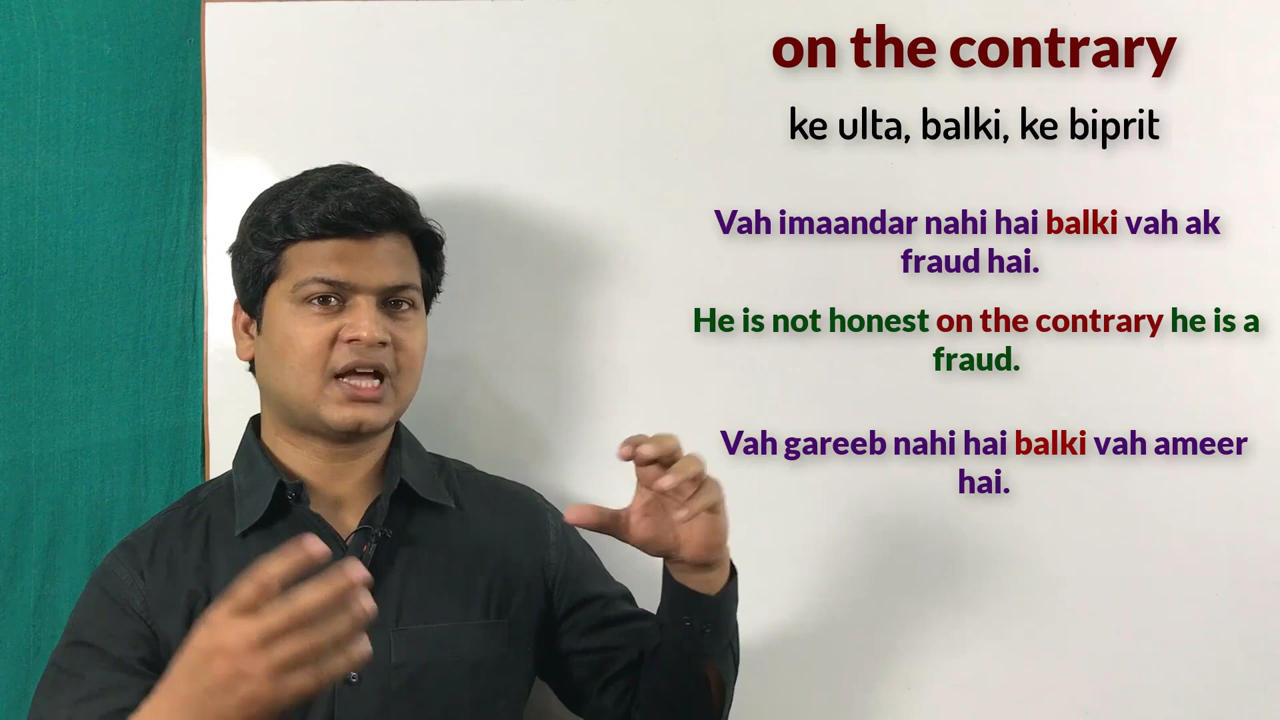 on the contrary
ke ulta, balki, ke biprit
Vah imaandar nahi hai balki vah ak
fraud hai.
He is not honest on the contrary he is a
fraud.
Vah gareeb nahi hai balki vah ameer
hai.